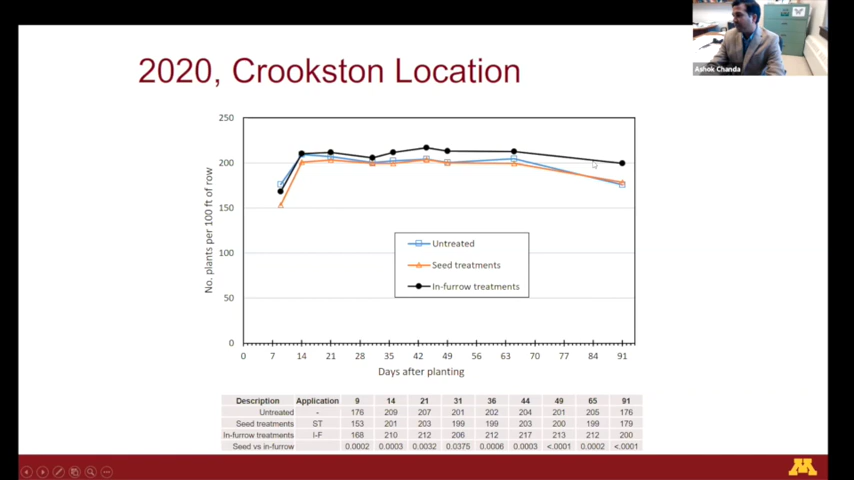 Ashok Chanda
2020, Crookston Location
250
200
150
100
50
0
No. plants per 100 ft of row
Untreated
Seed treatments
In-furrow treatments
0 7 14 21 28 35 42 49 56 63 70 77 84 91
Days after planting
Description Application 9 14 21 31 36 44 49 65 91
Untreated - 176 209 207 201 202 204 201 205 176
Seed treatments ST 153 201 203 199 199 203 200 199 179
In-furrow treatments I-F 168 210 212 206 212 217 213 212 200
Seed vs in-furrow 0.0002 0.0003 0.0032 0.0375 0.0006 0.0003 <.0001 0.0002 <.0001
M